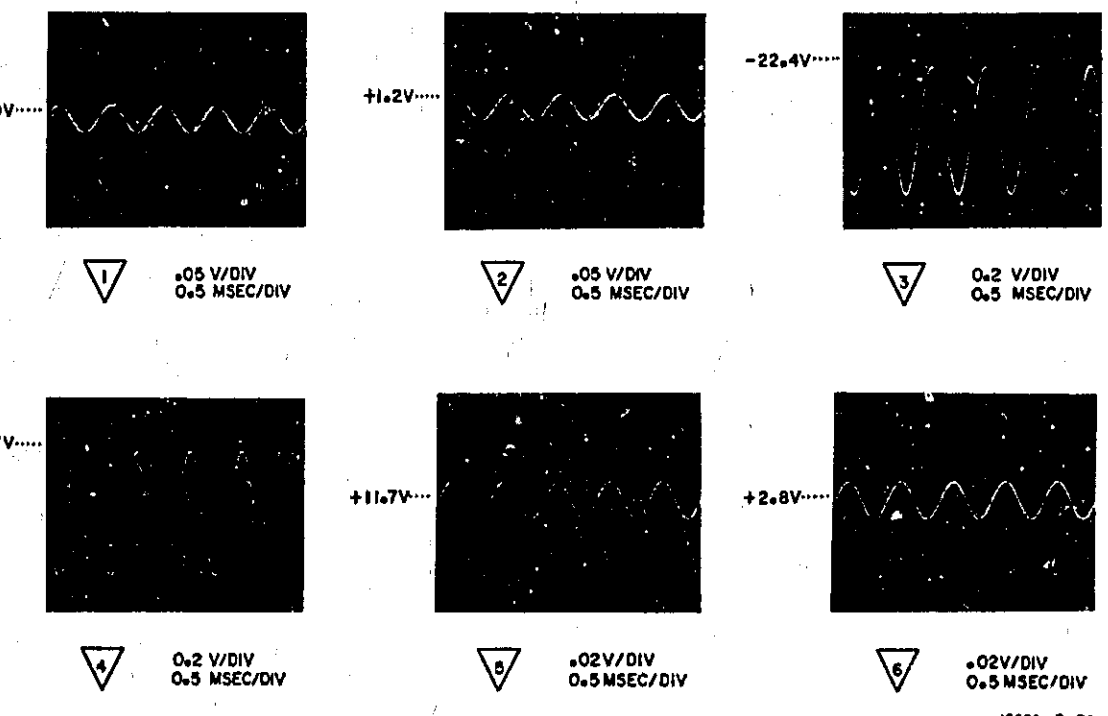 +1.2V
-22.4V
1
.05 V/DIV
0.5 MSEC/DIV
2
.05 V/DIV
0.5 MSEC/DIV
3
0.2 V/DIV
0.5 MSEC/DIV
+11.7V
+2.8V
4
0.2 V/DIV
0.5 MSEC/DIV
5
.02V/DIV
0.5MSEC/DIV
6
.02V/DIV
0.5MSEC/DIV